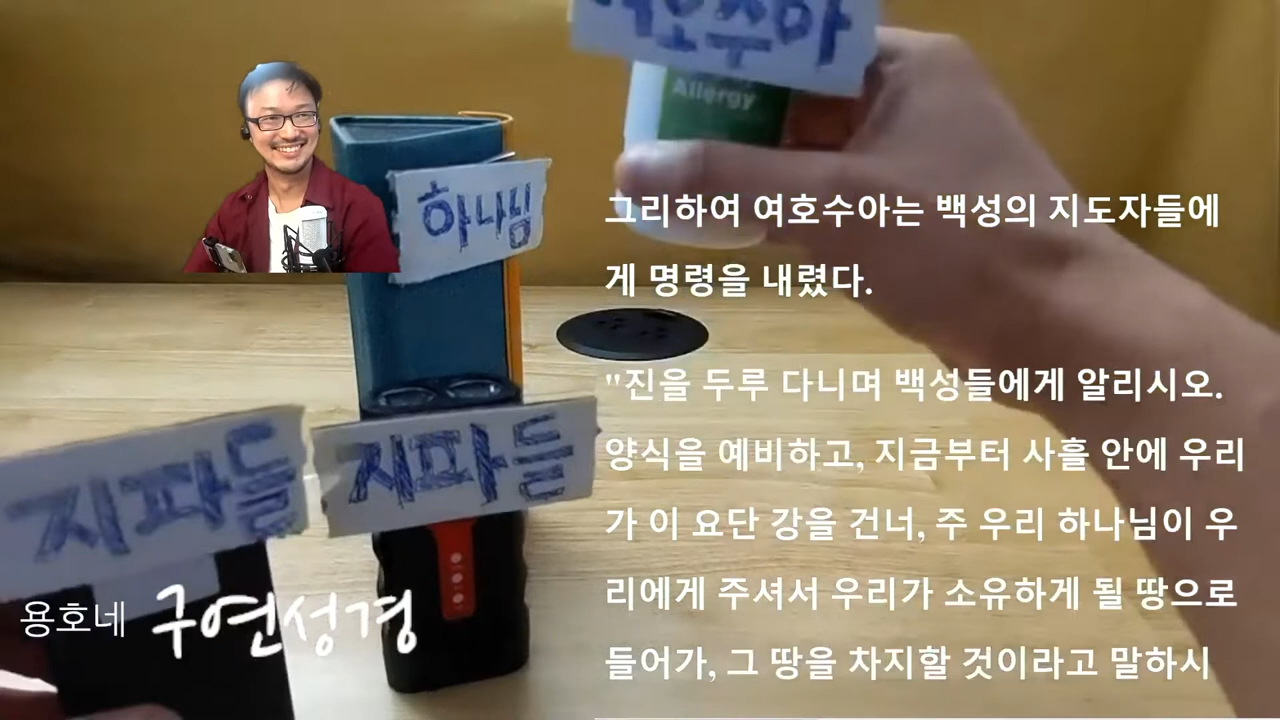 여호수아
Allergy
하나님
그리하여 여호수아는 백성의 지도자들에
게 명령을 내렸다.
"진을 두루 다니며 백성들에게 알리시오.
양식을 예비하고, 지금부터 사흘 안에 우리
가 이 요단 강을 건너, 주 우리 하나님이 우
리에게 주셔서 우리가 소유하게 될 땅으로
들어가, 그 땅을 차지할 것이라고 말하시
지파들
지파들
용호네 구연성경